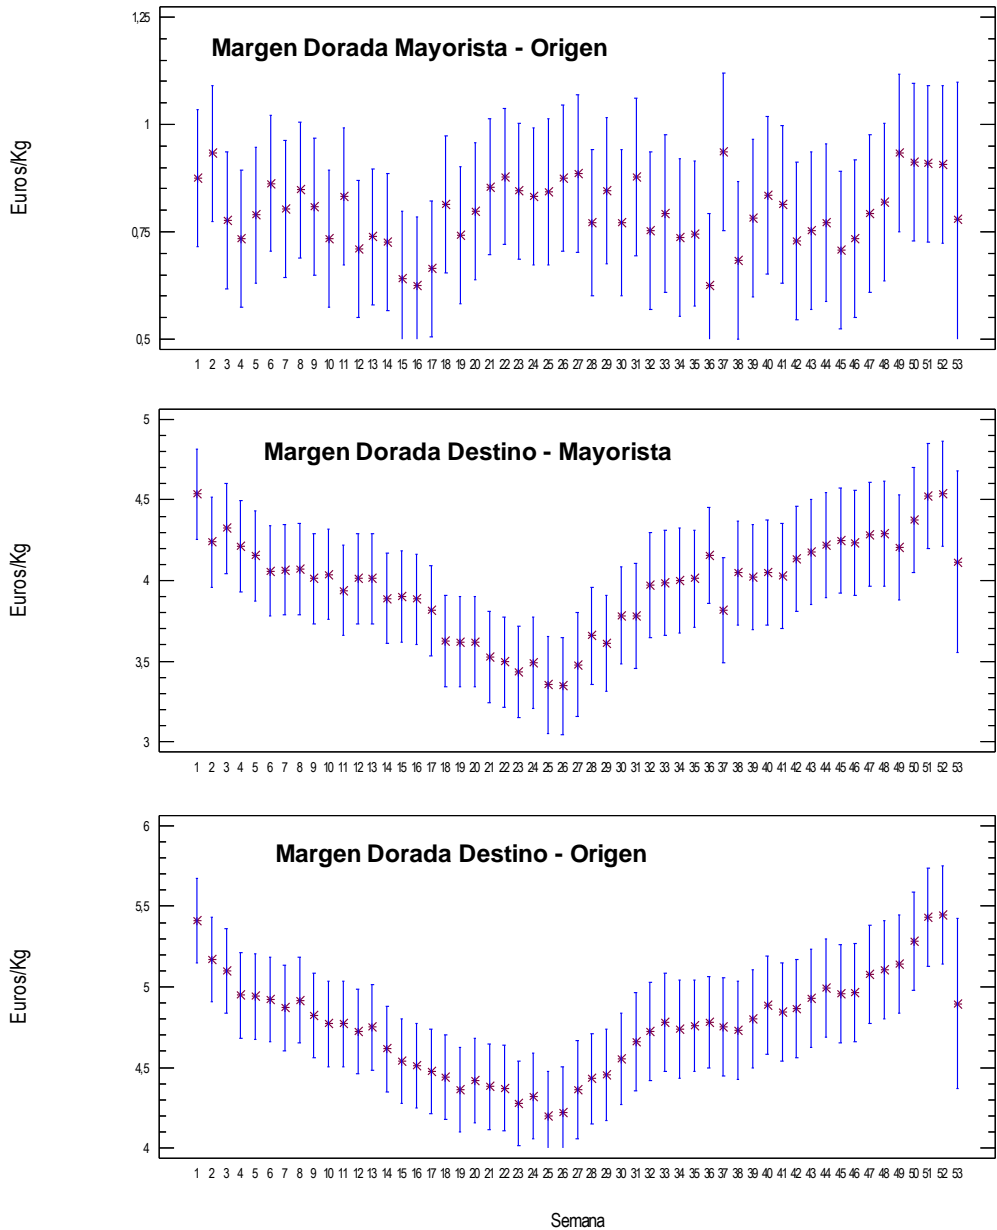 Margen Dorada Mayorista - Origen
Euros/Kg
1,25
1
0,75
0,5
1 2 3 4 5 6 7 8 9 10 11 12 13 14 15 16 17 18 19 20 21 22 23 24 25 26 27 28 29 30 31 32 33 34 35 36 37 38 39 40 41 42 43 44 45 46 47 48 49 50 51 52 53
Margen Dorada Destino - Mayorista
Euros/Kg
5
4,5
4
3,5
3
1 2 3 4 5 6 7 8 9 10 11 12 13 14 15 16 17 18 19 20 21 22 23 24 25 26 27 28 29 30 31 32 33 34 35 36 37 38 39 40 41 42 43 44 45 46 47 48 49 50 51 52 53
Margen Dorada Destino - Origen
Euros/Kg
6
5,5
5
4,5
4
1 2 3 4 5 6 7 8 9 10 11 12 13 14 15 16 17 18 19 20 21 22 23 24 25 26 27 28 29 30 31 32 33 34 35 36 37 38 39 40 41 42 43 44 45 46 47 48 49 50 51 52 53
Semana